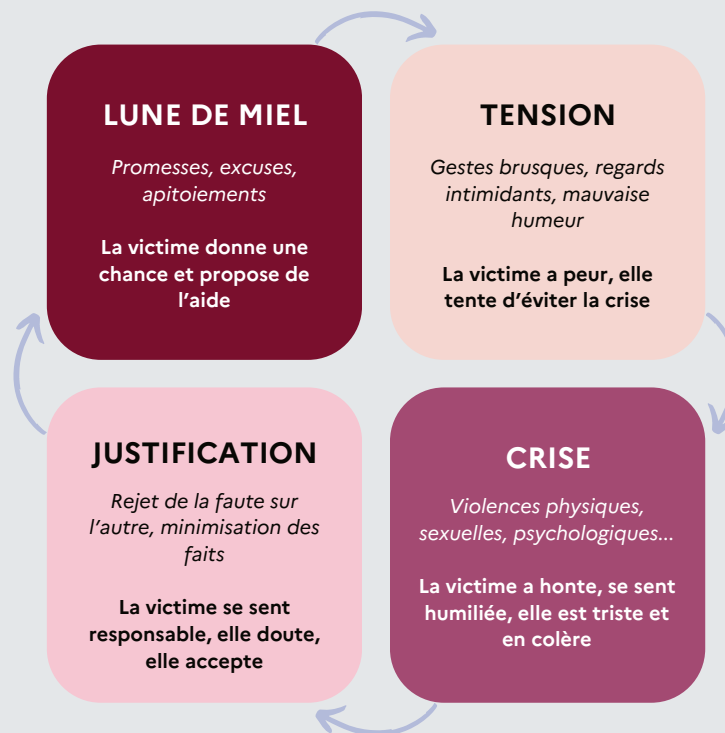 LUNE DE MIEL
Promesses, excuses,
apitoiements
La victime donne une
chance et propose de
l'aide
TENSION
Gestes brusques, regards
intimidants, mauvaise
humeur
La victime a peur, elle
tente d'éviter la crise
JUSTIFICATION
Rejet de la faute sur
l'autre, minimisation des
faits
La victime se sent
responsable, elle doute,
elle accepte
CRISE
Violences physiques,
sexuelles, psychologiques...
La victime a honte, se sent
humiliée, elle est triste et
en colère